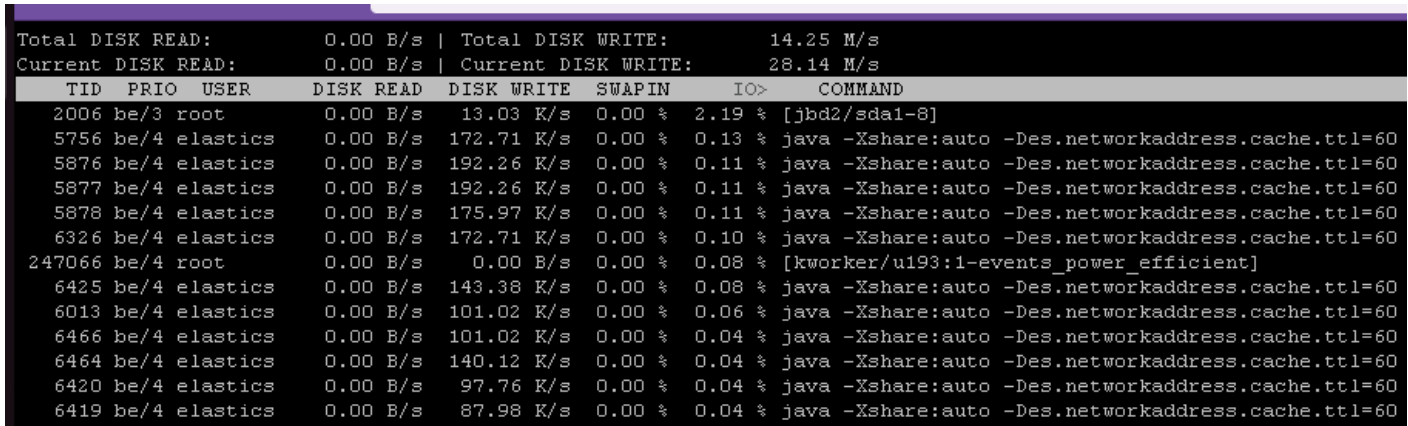 Total DISK READ: 0.00 B/s | Total DISK WRITE: 14.25 M/s
Current DISK READ: 0.00 B/s | Current DISK WRITE: 28.14 M/s
TID PRIO USER DISK READ DISK WRITE SWAPIN IO> COMMAND
2006 be/3 root 0.00 B/s 13.03 K/s 0.00 % 2.19 % [jbd2/sda1-8]
5756 be/4 elastics 0.00 B/s 172.71 K/s 0.00 % 0.13 % java -Xshare:auto -Des.networkaddress.cache.ttl=60
5876 be/4 elastics 0.00 B/s 192.26 K/s 0.00 % 0.11 % java -Xshare:auto -Des.networkaddress.cache.ttl=60
5877 be/4 elastics 0.00 B/s 192.26 K/s 0.00 % 0.11 % java -Xshare:auto -Des.networkaddress.cache.ttl=60
5878 be/4 elastics 0.00 B/s 175.97 K/s 0.00 % 0.11 % java -Xshare:auto -Des.networkaddress.cache.ttl=60
6326 be/4 elastics 0.00 B/s 172.71 K/s 0.00 % 0.10 % java -Xshare:auto -Des.networkaddress.cache.ttl=60
247066 be/4 root 0.00 B/s 0.00 B/s 0.00 % 0.08 % [kworker/u193:1-events_power_efficient]
6425 be/4 elastics 0.00 B/s 143.38 K/s 0.00 % 0.08 % java -Xshare:auto -Des.networkaddress.cache.ttl=60
6013 be/4 elastics 0.00 B/s 101.02 K/s 0.00 % 0.06 % java -Xshare:auto -Des.networkaddress.cache.ttl=60
6466 be/4 elastics 0.00 B/s 101.02 K/s 0.00 % 0.04 % java -Xshare:auto -Des.networkaddress.cache.ttl=60
6464 be/4 elastics 0.00 B/s 140.12 K/s 0.00 % 0.04 % java -Xshare:auto -Des.networkaddress.cache.ttl=60
6420 be/4 elastics 0.00 B/s 97.76 K/s 0.00 % 0.04 % java -Xshare:auto -Des.networkaddress.cache.ttl=60
6419 be/4 elastics 0.00 B/s 87.98 K/s 0.00 % 0.04 % java -Xshare:auto -Des.networkaddress.cache.ttl=60